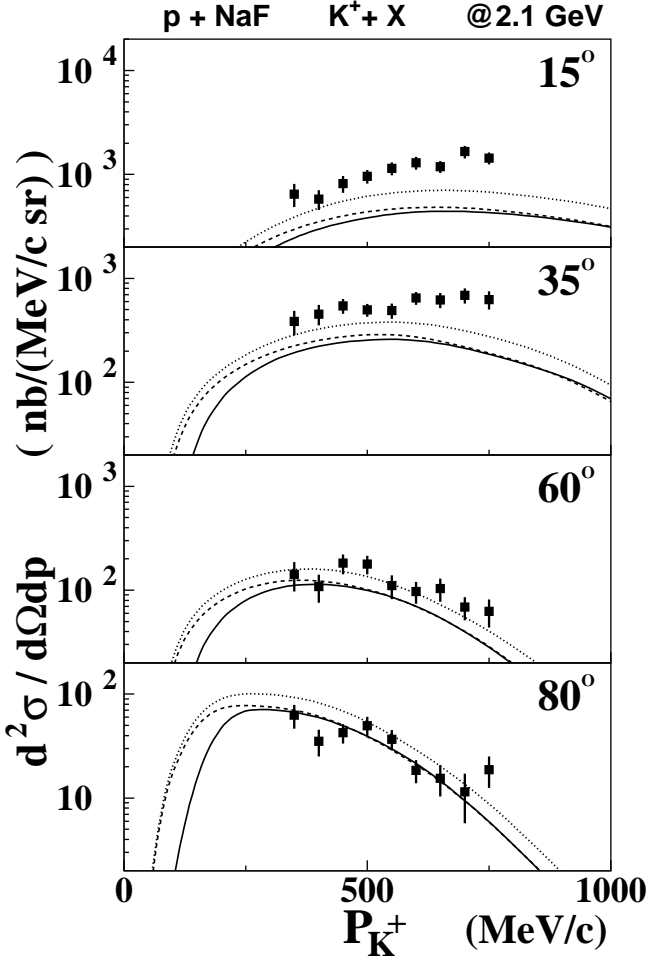 p + NaF K⁺ + X @2.1 GeV
10⁴
15°
10³
( nb/(MeV/c sr) )
10³
35°
10²
10³
60°
10²
d²σ / dΩdp
10²
80°
10
0 500 1000
P_K⁺ (MeV/c)